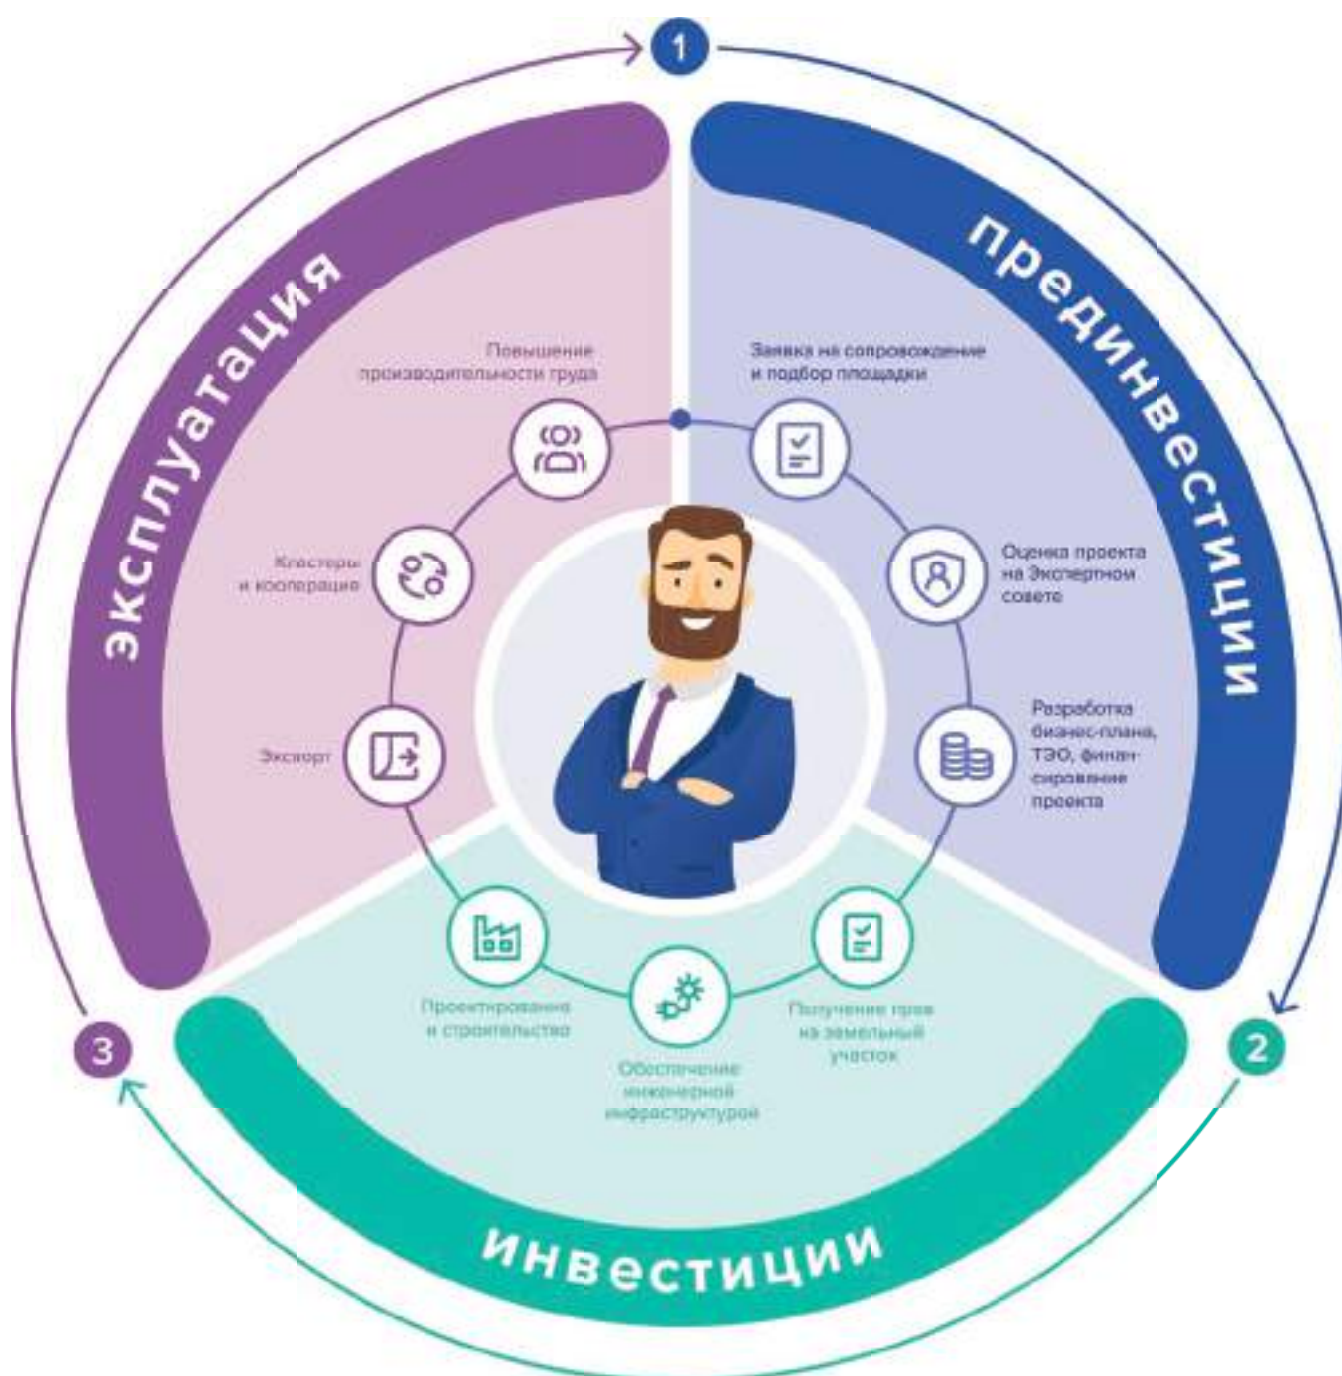 1
прединвестиции
Заявка на сопровождение
и подбор площадки
Оценка проекта
на Экспертном
совете
Разработка
бизнес-плана,
ТЭО, финан-
сирование
проекта
2
инвестиции
Получение прав
на земельный
участок
Обеспечение
инженерной
инфраструктурой
Проектирование
и строительство
3
эксплуатация
Экспорт
Кластеры
и кооперация
Повышение
производительности труда